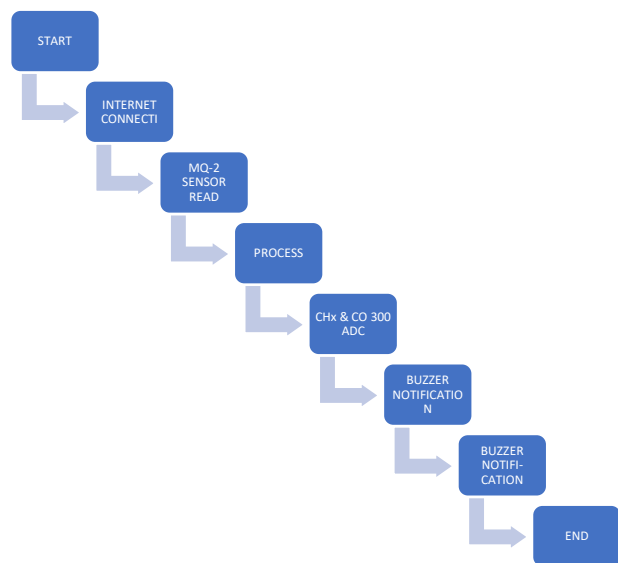 START
INTERNET
CONNECTI
MQ-2
SENSOR
READ
PROCESS
CHx & CO 300
ADC
BUZZER
NOTIFICATIO
N
BUZZER
NOTIFI-
CATION
END